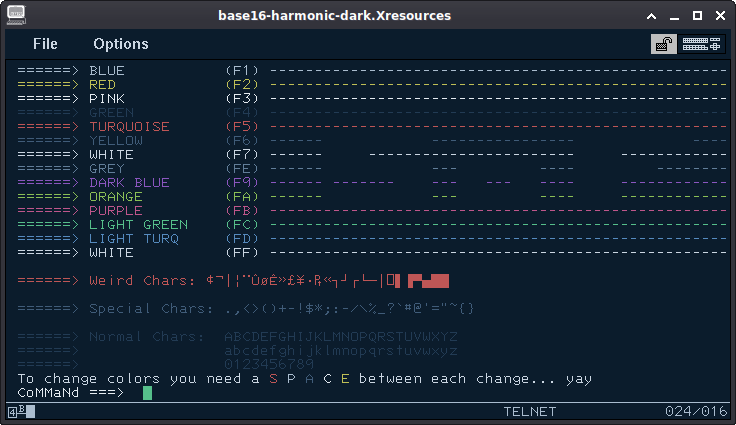 base16-harmonic-dark.Xresources
File Options
======> BLUE (F1) ---------------------------------------------------
======> RED (F2) ---------------------------------------------------
======> PINK (F3) ---------------------------------------------------
======> GREEN (F4) ---------------------------------------------------
======> TURQUOISE (F5) ---------------------------------------------------
======> YELLOW (F6) ------ ---------------- ----
======> WHITE (F7) ------ ---------------- ------------
======> GREY (FE) ------ --- ---
======> DARK BLUE (F9) ------ ------- --- --- ---- ------------
======> ORANGE (FA) ------ --- --- ------------
======> PURPLE (FB) ---------------------------------------------------
======> LIGHT GREEN (FC) ---------------------------------------------------
======> LIGHT TURQ (FD) ---------------------------------------------------
======> WHITE (FF) ---------------------------------------------------
======> Weird Chars: ¢¬|¦¨ÛøÊ»£¥·₧«┐┘┌└─│
======> Special Chars: .,<>()+-!$*;:-/\%_?`#@'="~{}
======> Normal Chars: ABCDEFGHIJKLMNOPQRSTUVWXYZ
======> abcdefghijklmnopqrstuvwxyz
======> 0123456789
To change colors you need a S P A C E between each change... yay
CoMMaNd ===>
4 B TELNET 024/016